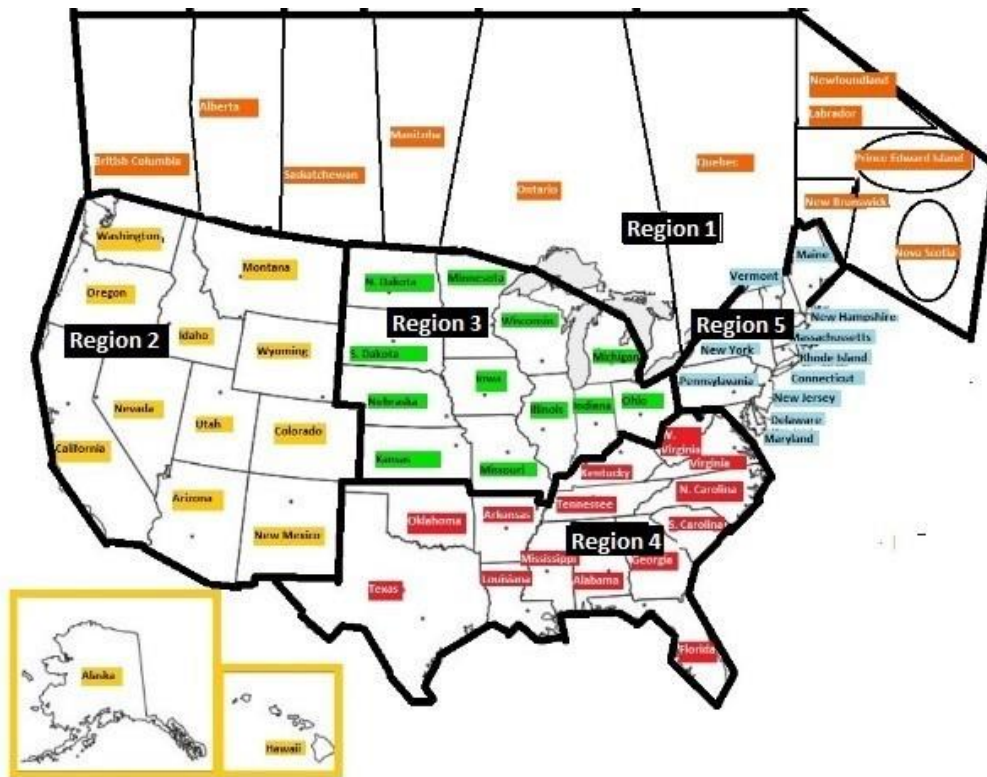 Newfoundland
Alberta
Labrador
Manitoba
British Columbia
Saskatchewan
Quebec
Prince Edward Island
Ontario
New Brunswick
Region 1
Nova Scotia
Washington
Maine
Montana
N. Dakota
Minnesota
Vermont
Oregon
Region 2
Idaho
Wyoming
Region 3
Wisconsin
S. Dakota
Michigan
Region 5
New Hampshire
Massachusetts
New York
Rhode Island
Iowa
Pennsylavania
Connecticut
Nevada
Utah
Colorado
Nebraska
Illinois
Indiana
Ohio
New Jersey
Delaware
Maryland
California
Kansas
Missouri
W.
Virginia
Virginia
Kentucky
Arizona
New Mexico
Oklahoma
Arkansas
Tennessee
N. Carolina
S. Carolina
Region 4
Mississippi
Georgia
Texas
Louisiana
Alabama
Florida
Alaska
Hawaii